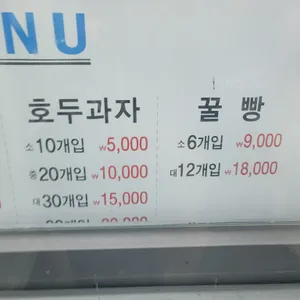 NU
호두과자
소 10개입 ₩5,000
중 20개입 ₩10,000
대 30개입 ₩15,000
꿀빵
소 6개입 ₩9,000
대 12개입 ₩18,000